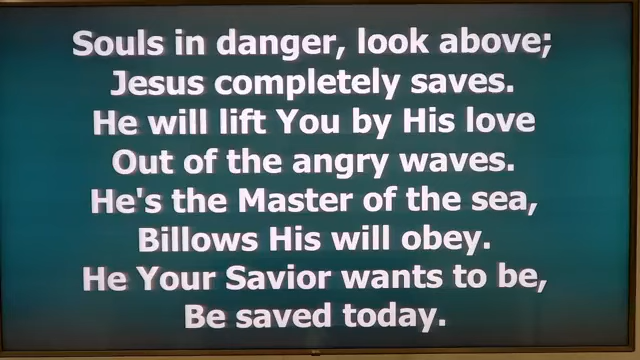 Souls in danger, look above;
Jesus completely saves.
He will lift You by His love
Out of the angry waves.
He's the Master of the sea,
Billows His will obey.
He Your Savior wants to be,
Be saved today.